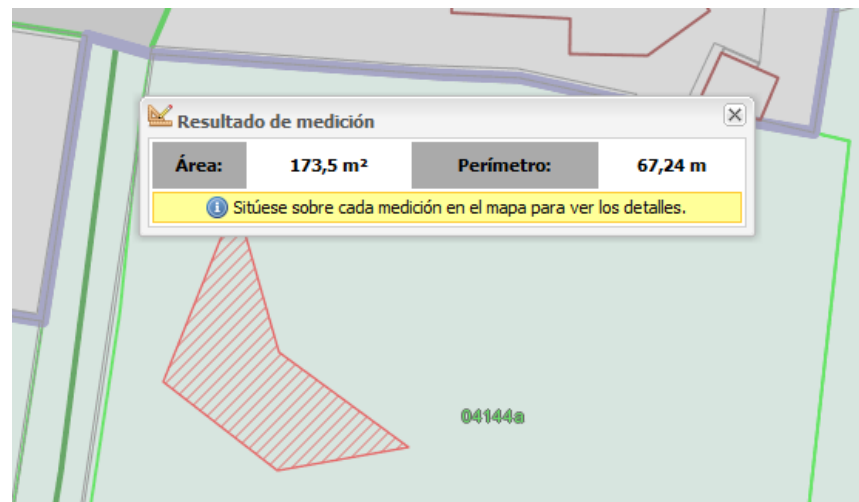 Resultado de medición
Área: 173,5 m² Perímetro: 67,24 m
Sitúese sobre cada medición en el mapa para ver los detalles.
04144a